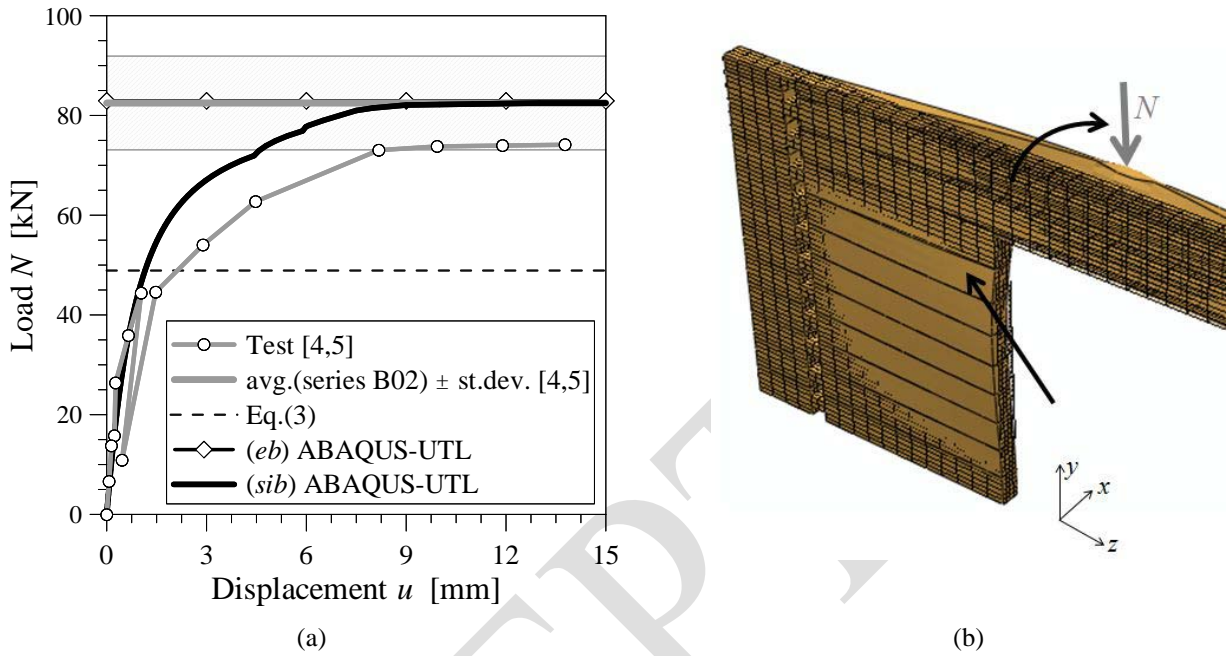 100
80
60
40
20
0
Load N [kN]
Test [4,5]
avg.(series B02) ± st.dev. [4,5]
Eq.(3)
(eb) ABAQUS-UTL
(sib) ABAQUS-UTL
0 3 6 9 12 15
Displacement u [mm]
(a)
N
y
x
z
(b)